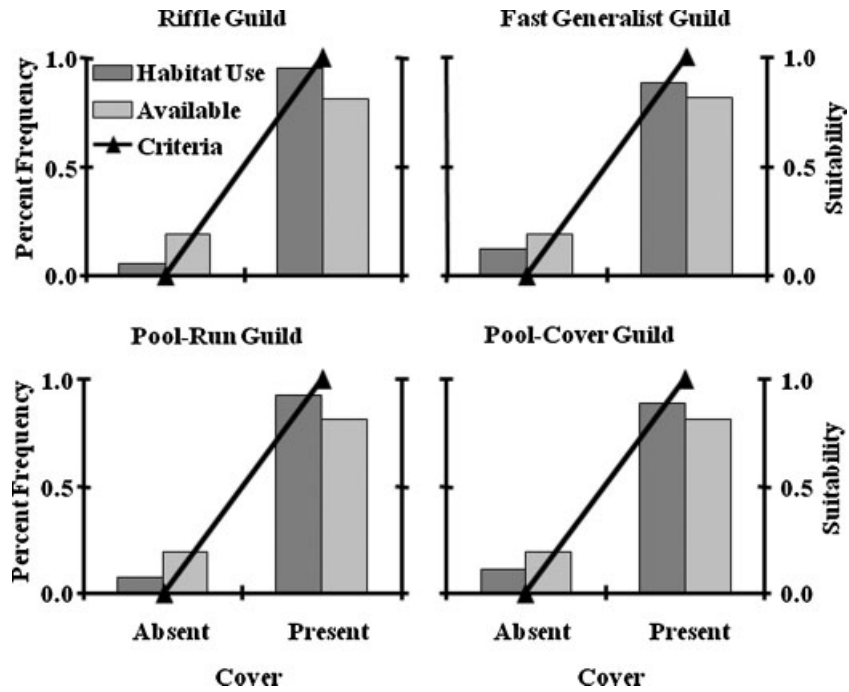 Riffle Guild
Fast Generalist Guild
Percent Frequency
1.0
0.5
0.0
Habitat Use
Available
Criteria
1.0
0.5
0.0
Suitability
Pool-Run Guild
Pool-Cover Guild
Percent Frequency
1.0
0.5
0.0
1.0
0.5
0.0
Suitability
Absent Present
Absent Present
Cover
Cover